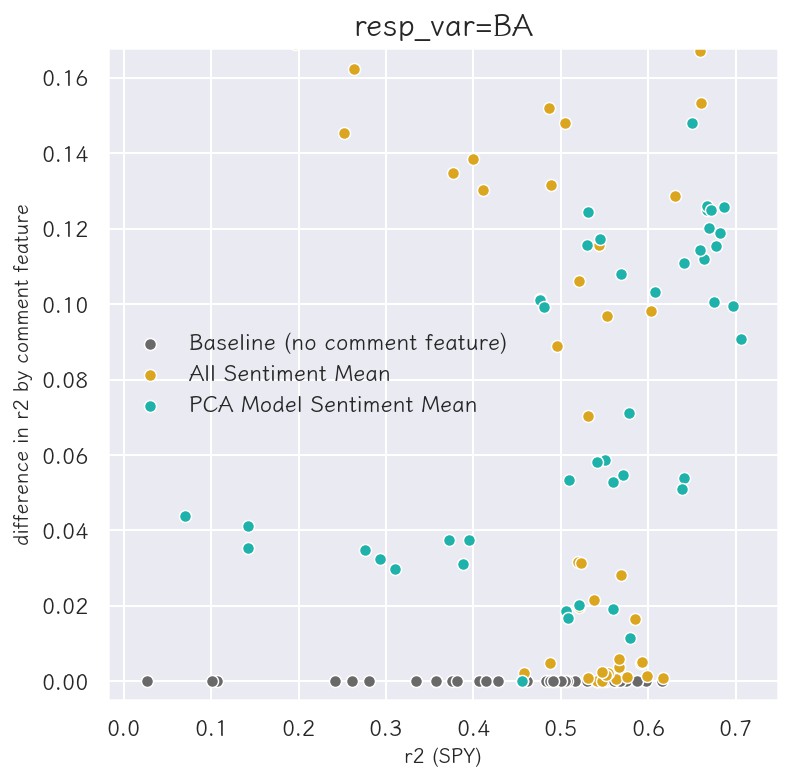 resp_var=BA
0.16
0.14
0.12
0.10
0.08
0.06
0.04
0.02
0.00
difference in r2 by comment feature
Baseline (no comment feature)
All Sentiment Mean
PCA Model Sentiment Mean
0.0 0.1 0.2 0.3 0.4 0.5 0.6 0.7
r2 (SPY)